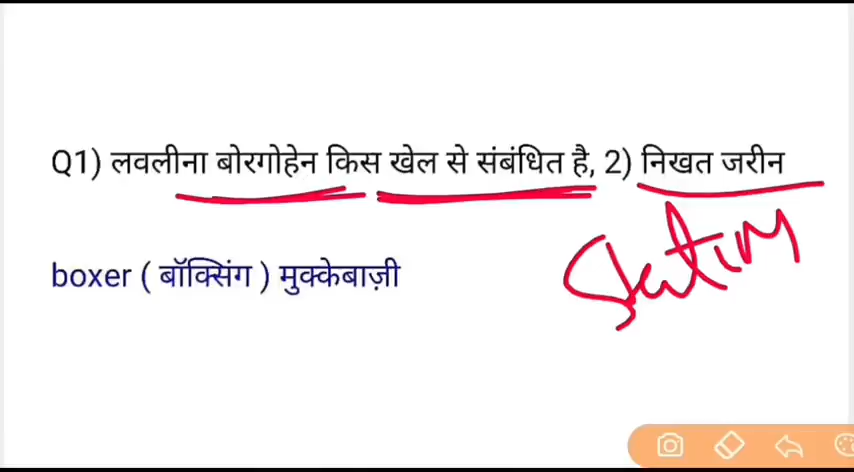 Q1) लवलीना बोरगोहेन किस खेल से संबंधित है, 2) निखत जरीन
boxer ( बॉक्सिंग ) मुक्केबाज़ी